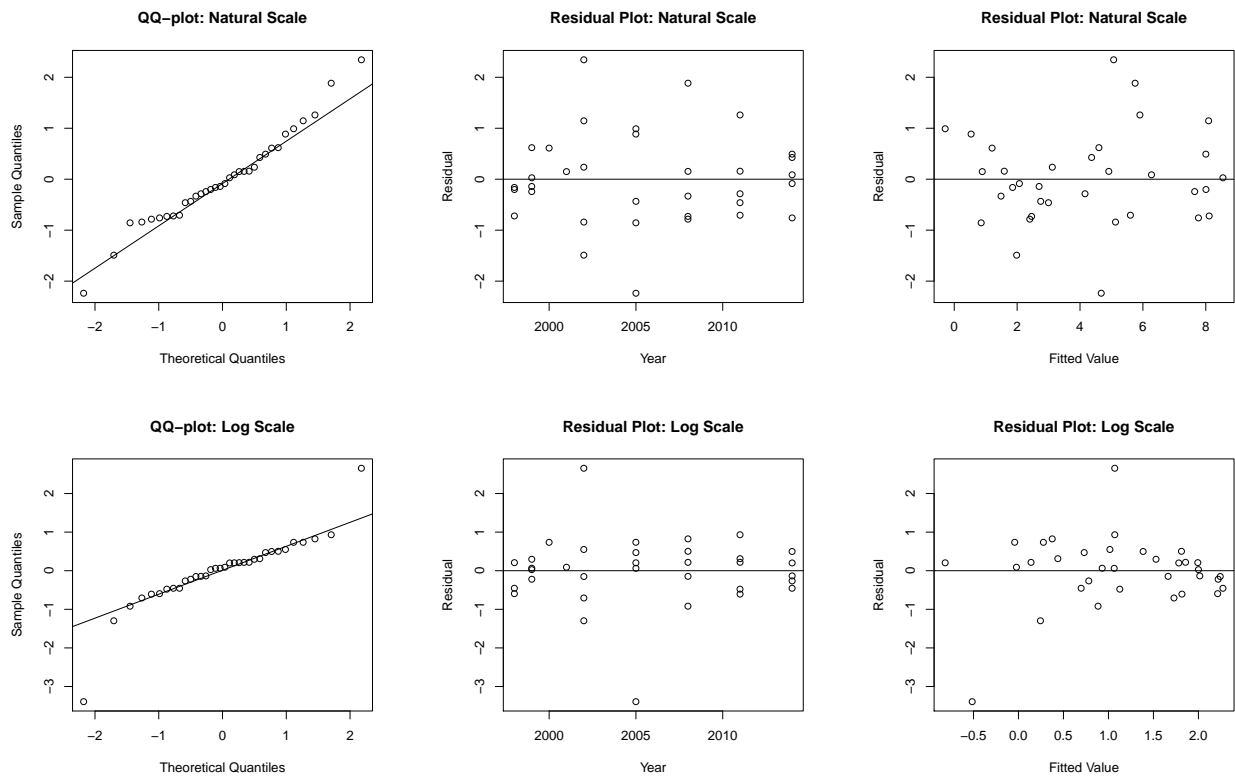 QQ−plot: Natural Scale
Sample Quantiles
2
1
0
−1
−2
−2 −1 0 1 2
Theoretical Quantiles
Residual Plot: Natural Scale
Residual
2
1
0
−1
−2
2000 2005 2010
Year
Residual Plot: Natural Scale
Residual
2
1
0
−1
−2
0 2 4 6 8
Fitted Value
QQ−plot: Log Scale
Sample Quantiles
2
1
0
−1
−2
−3
−2 −1 0 1 2
Theoretical Quantiles
Residual Plot: Log Scale
Residual
2
1
0
−1
−2
−3
2000 2005 2010
Year
Residual Plot: Log Scale
Residual
2
1
0
−1
−2
−3
−0.5 0.0 0.5 1.0 1.5 2.0
Fitted Value